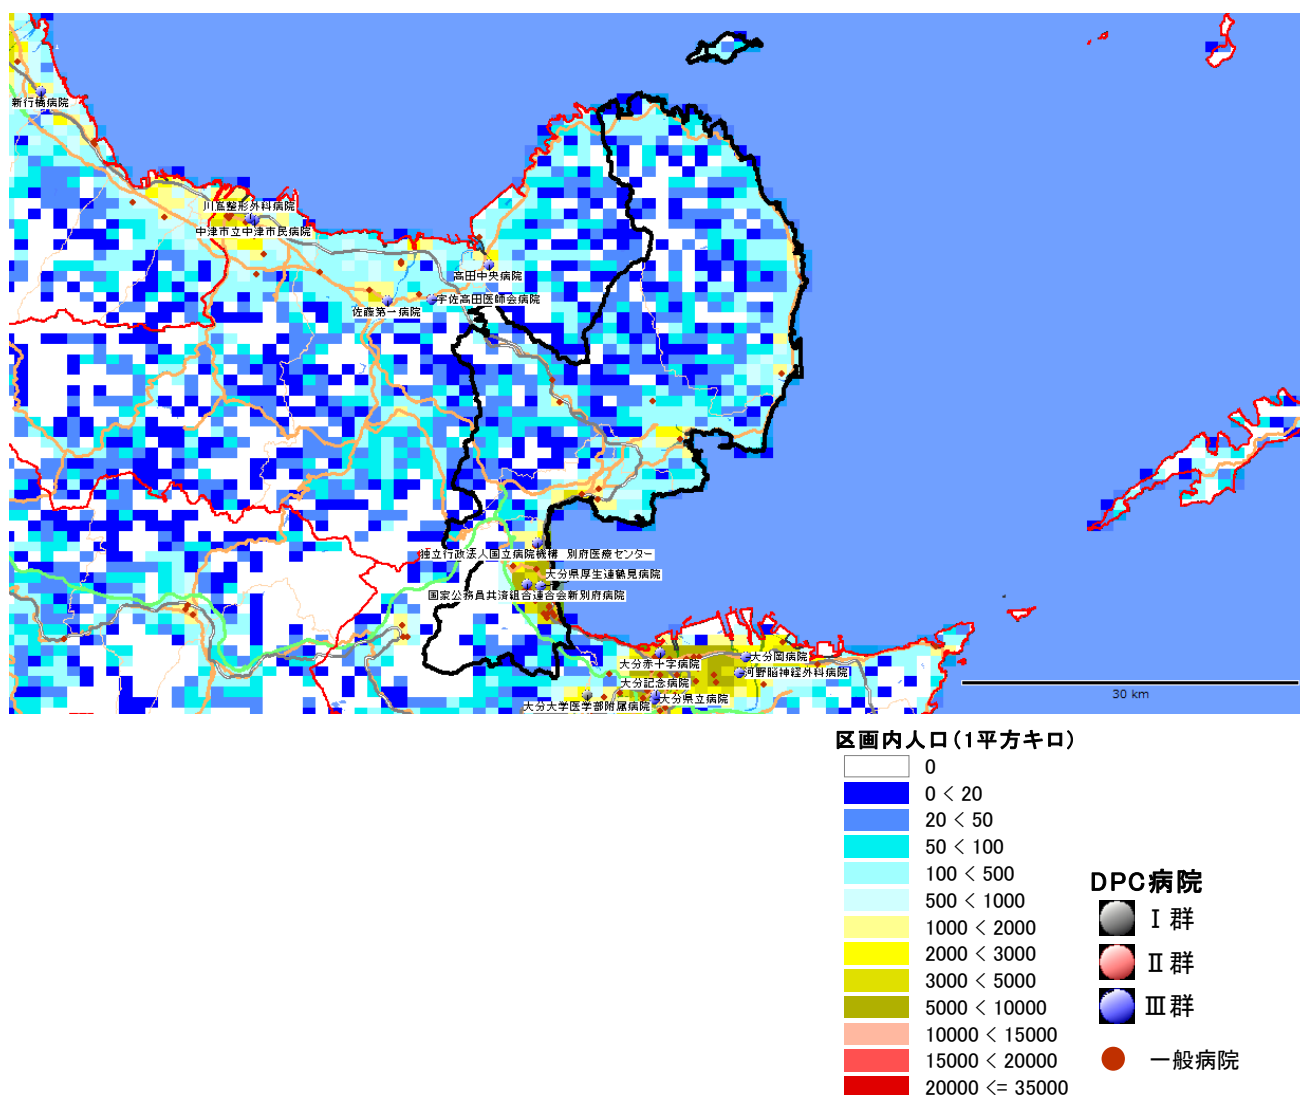 新行橋病院
川嶌整形外科病院
中津市立中津市民病院
高田中央病院
宇佐高田医師会病院
佐藤第一病院
独立行政法人国立病院機構 別府医療センター
大分県厚生連鶴見病院
国家公務員共済組合連合会新別府病院
大分赤十字病院
大分岡病院
河野脳神経外科病院
大分記念病院
大分県立病院
大分大学医学部附属病院
30 km
区画内人口(1平方キロ)
0
0 < 20
20 < 50
50 < 100
100 < 500
500 < 1000
1000 < 2000
2000 < 3000
3000 < 5000
5000 < 10000
10000 < 15000
15000 < 20000
20000 <= 35000
DPC病院
Ⅰ群
Ⅱ群
Ⅲ群
一般病院